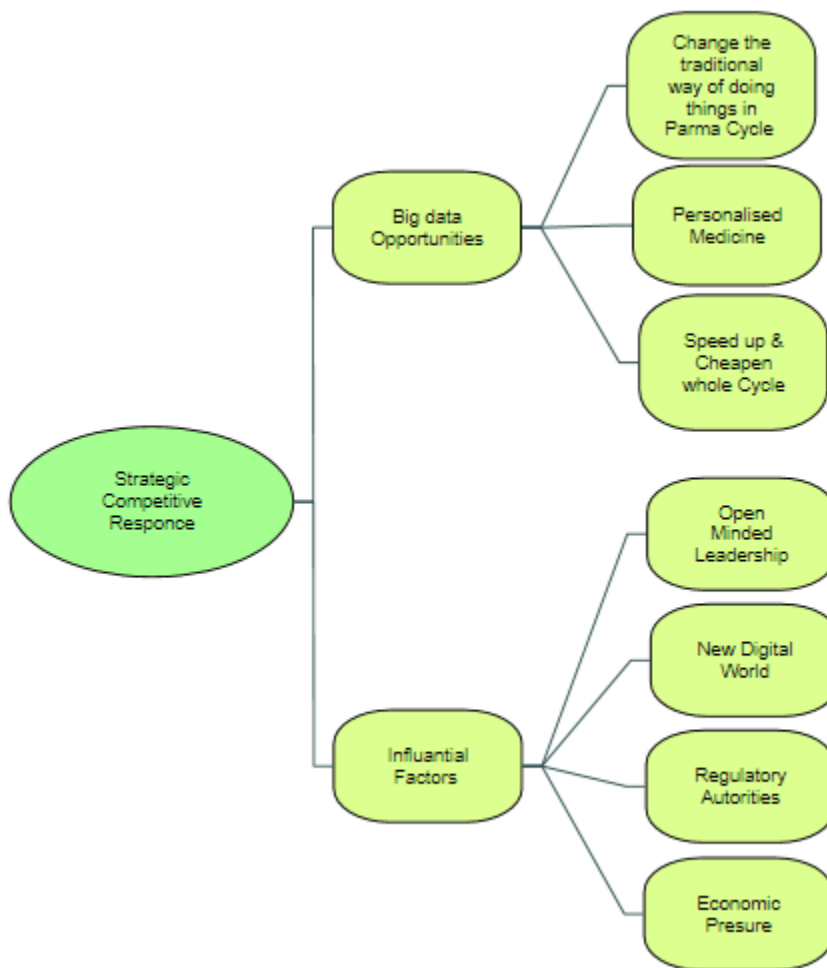 Change the
traditional
way of doing
things in
Parma Cycle
Big data
Opportunities
Personalised
Medicine
Speed up &
Cheapen
whole Cycle
Strategic
Competitive
Responce
Open
Minded
Leadership
New Digital
World
Influantial
Factors
Regulatory
Autorities
Economic
Presure